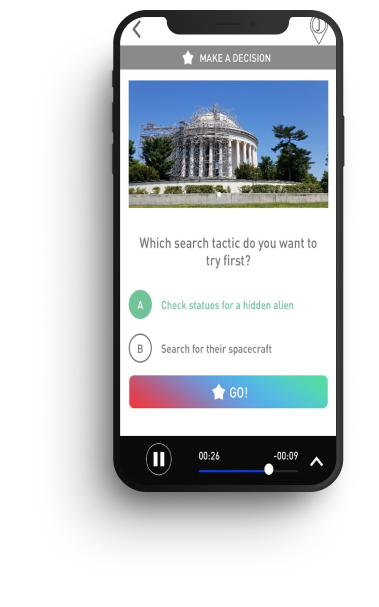 J
MAKE A DECISION
Which search tactic do you want to
try first?
A Check statues for a hidden alien
B Search for their spacecraft
GO!
00:26 -00:09